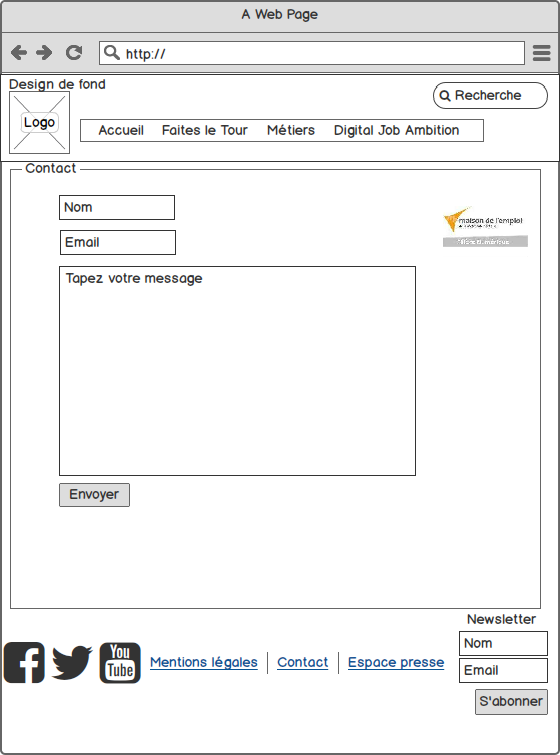 A Web Page
http://
Design de fond
Recherche
Logo
Accueil Faites le Tour Métiers Digital Job Ambition
Contact
Nom
maison de l'emploi
Email
Tapez votre message
Envoyer
Newsletter
You
Tube
Nom
Mentions légales Contact Espace presse
Email
S'abonner